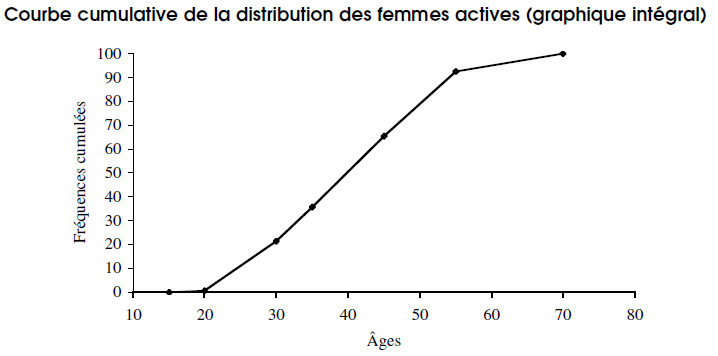 Courbe cumulative de la distribution des femmes actives (graphique intégral)
Fréquences cumulées
100
90
80
70
60
50
40
30
20
10
0
10 20 30 40 50 60 70 80
Âges